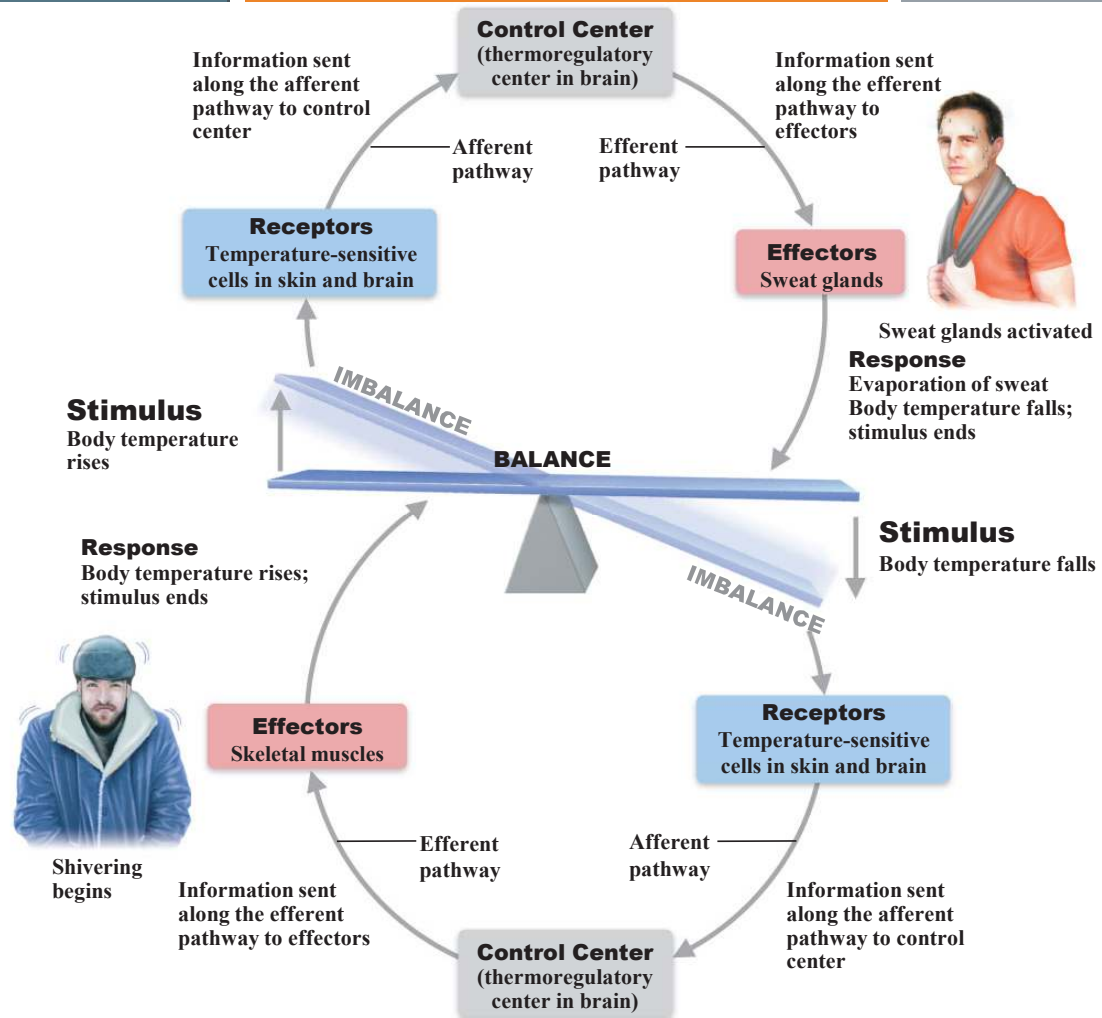 Control Center
(thermoregulatory
center in brain)
Information sent
along the afferent
pathway to control
center
Information sent
along the efferent
pathway to
effectors
Afferent
pathway
Efferent
pathway
Receptors
Temperature-sensitive
cells in skin and brain
Effectors
Sweat glands
Sweat glands activated
Response
Evaporation of sweat
Body temperature falls;
stimulus ends
IMBALANCE
Stimulus
Body temperature
rises
BALANCE
Stimulus
Body temperature falls
Response
Body temperature rises;
stimulus ends
IMBALANCE
Effectors
Skeletal muscles
Receptors
Temperature-sensitive
cells in skin and brain
Shivering
begins
Efferent
pathway
Afferent
pathway
Information sent
along the efferent
pathway to effectors
Information sent
along the afferent
pathway to control
center
Control Center
(thermoregulatory
center in brain)